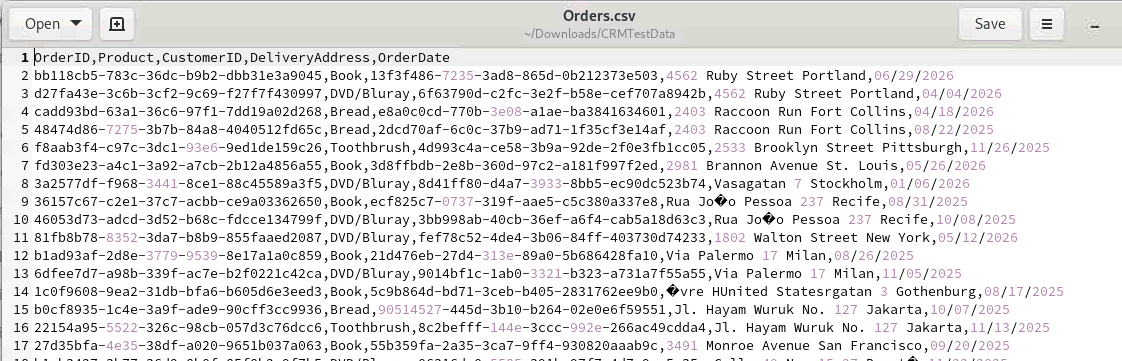 Open
Orders.csv
~/Downloads/CRMTestData
Save
1 OrderID,Product,CustomerID,DeliveryAddress,OrderDate
2 bb118cb5-783c-36dc-b9b2-dbb31e3a9045,Book,13f3f486-7235-3ad8-865d-0b212373e503,4562 Ruby Street Portland,06/29/2026
3 d27fa43e-3c6b-3cf2-9c69-f27f7f430997,DVD/Bluray,6f63790d-c2fc-3e2f-b58e-cef707a8942b,4562 Ruby Street Portland,04/04/2026
4 cadd93bd-63a1-36c6-97f1-7dd19a02d268,Bread,e8a0c0cd-770b-3e08-a1ae-ba3841634601,2403 Raccoon Run Fort Collins,04/18/2026
5 48474d86-7275-3b7b-84a8-4040512fd65c,Bread,2dcd70af-6c0c-37b9-ad71-1f35cf3e14af,2403 Raccoon Run Fort Collins,08/22/2025
6 f8aab3f4-c97c-3dc1-93e6-9ed1de159c26,Toothbrush,4d993c4a-ce58-3b9a-92de-2f0e3fb1cc05,2533 Brooklyn Street Pittsburgh,11/26/2025
7 fd303e23-a4c1-3a92-a7cb-2b12a4856a55,Book,3d8ffbdb-2e8b-360d-97c2-a181f997f2ed,2981 Brannon Avenue St. Louis,05/26/2026
8 3a2577df-f968-3441-8ce1-88c45589a3f5,DVD/Bluray,8d41ff80-d4a7-3933-8bb5-ec90dc523b74,Vasagatan 7 Stockholm,01/06/2026
9 36157c67-c2e1-37c7-acbb-ce9a03362650,Book,ecf825c7-0737-319f-aae5-c5c380a337e8,Rua Jo�o Pessoa 237 Recife,08/31/2025
10 46053d73-adcd-3d52-b68c-fdcce134799f,DVD/Bluray,3bb998ab-40cb-36ef-a6f4-cab5a18d63c3,Rua Jo�o Pessoa 237 Recife,10/08/2025
11 81fb8b78-8352-3da7-b8b9-855faaed2087,DVD/Bluray,fef78c52-4de4-3b06-84ff-403730d74233,1802 Walton Street New York,05/12/2026
12 b1ad93af-2d8e-3779-9539-8e17a1a0c859,Book,21d476eb-27d4-313e-89a0-5b686428fa10,Via Palermo 17 Milan,08/26/2025
13 6dfee7d7-a98b-339f-ac7e-b2f0221c42ca,DVD/Bluray,9014bf1c-1ab0-3321-b323-a731a7f55a55,Via Palermo 17 Milan,11/05/2025
14 1c0f9608-9ea2-31db-bfa6-b605d6e3eed3,Book,5c9b864d-bd71-3ceb-b405-2831762ee9b0,�vre HUnited Statesrgatan 3 Gothenburg,08/17/2025
15 b0cf8935-1c4e-3a9f-ade9-90cff3cc9936,Bread,90514527-445d-3b10-b264-02e0e6f59551,Jl. Hayam Wuruk No. 127 Jakarta,10/07/2025
16 22154a95-5522-326c-98cb-057d3c76dcc6,Toothbrush,8c2befff-144e-3ccc-992e-266ac49cdda4,Jl. Hayam Wuruk No. 127 Jakarta,11/13/2025
17 27d35bfa-4e35-38df-a020-9651b037a063,Book,55b359fa-2a35-3ca7-9ff4-930820aaab9c,3491 Monroe Avenue Sun City,09/20/2025